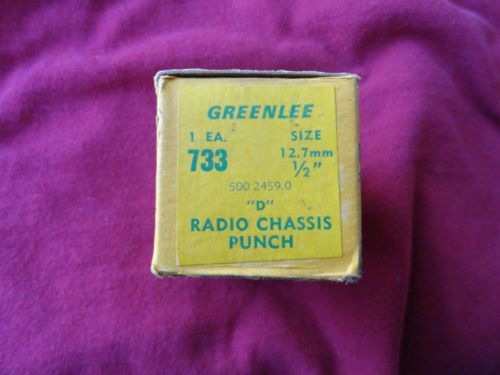 GREENLEE
1 EA. SIZE
733 12.7mm
1/2"
500 2459.0
"D"
RADIO CHASSIS
PUNCH